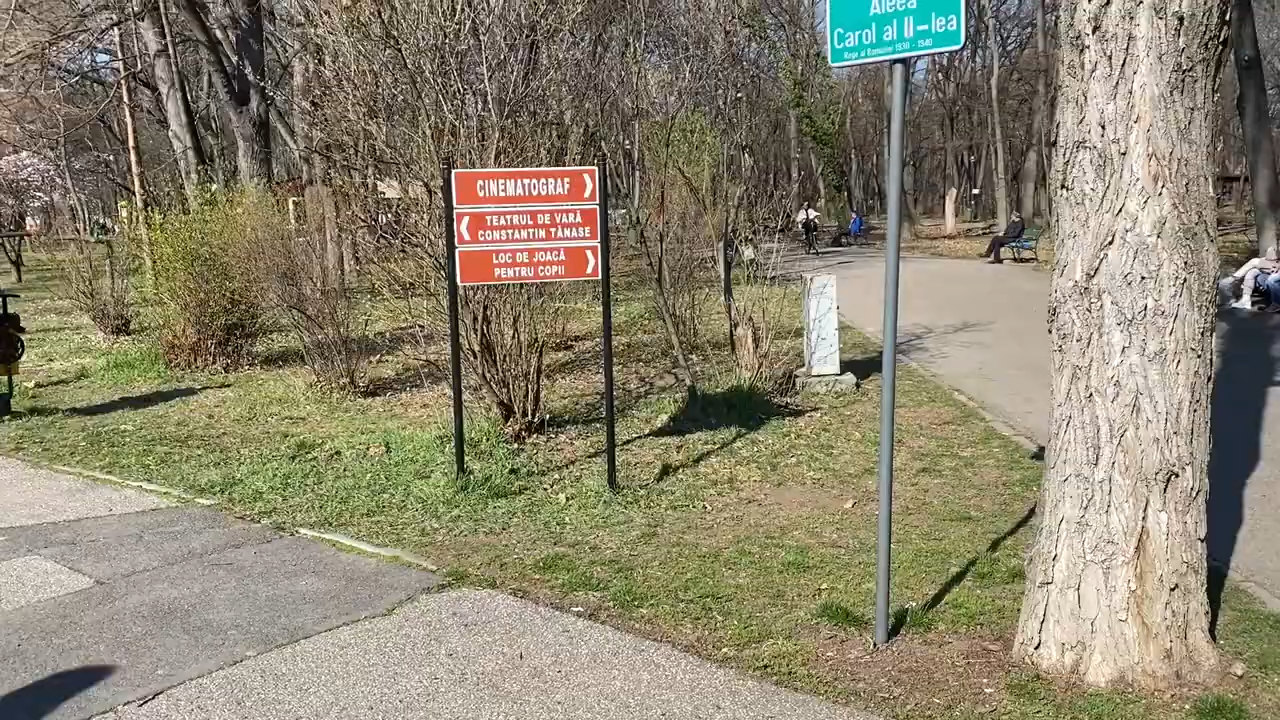 Aleea
Carol al II-lea
Rege al României 1930 - 1940
CINEMATOGRAF
TEATRUL DE VARĂ
CONSTANTIN TĂNASE
LOC DE JOACĂ
PENTRU COPII